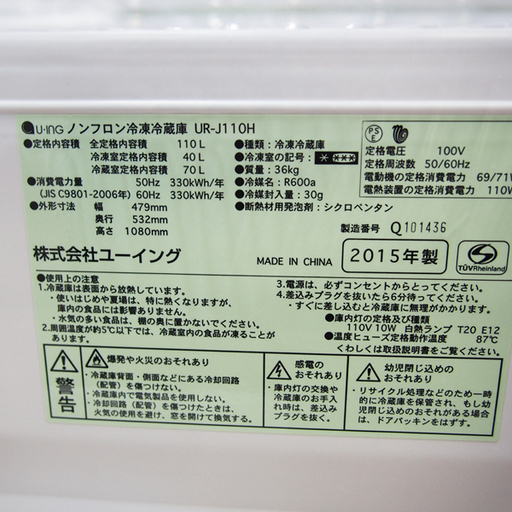 U·ING ノンフロン冷凍冷蔵庫 UR-J110H
●定格内容積 全定格内容積 110L
冷凍室定格内容積 40L
冷蔵室定格内容積 70L
●消費電力量 50Hz 330kWh/年
(JIS C9801-2006年) 60Hz 330kWh/年
●外形寸法 幅 479mm
奥行 532mm
高さ 1080mm
●種類：冷凍冷蔵庫
●冷凍室の記号：
●質量：36kg
●冷媒名：R600a
●冷媒封入量：30g
●断熱材用発泡剤：シクロペンタン
PSE
定格電圧 100V
定格周波数 50/60Hz
電動機の定格消費電力 69/71W
電熱装置の定格消費電力 110W
製造番号 Q101436
株式会社ユーイング
MADE IN CHINA
2015年製
TÜVRheinland
●使用上の注意
1.冷蔵庫は表面から放熱しています。
・使いはじめや夏場は、特に熱くなりますが、
庫内の食品には影響ありません。
・水気の多い食品は、棚の奥に置かないでください。
2.周囲温度が約5℃以下では、冷蔵室内の食品が凍ることが
あります。
3.電源は、必ずコンセントからとってください。
4.差込みプラグを抜いたら6分待ってください。
・すぐに差し込むと冷蔵庫に無理がかかります。
●庫内灯の定格及び種類
110V 10W 白熱ランプ T20 E12
●温度ヒューズ定格動作温度 87℃
くわしくは取扱説明書をご覧ください。
警告
爆発や火災のおそれあり
・冷蔵庫背面・側面などにある冷却回路
(配管)を傷つけない。
・冷蔵庫内で電気製品を使用しない。
・冷却回路(配管)を傷つけたときは、
火気の使用を避け、窓を開けて換気する。
感電の
おそれあり
・庫内灯の交換や
冷蔵庫のお手入
れ時は、差込み
プラグを抜く。
幼児閉じ込めの
おそれあり
・リサイクル処理などのため一時的
に冷蔵庫を保管され、もし幼
児閉じ込めのおそれがある場合
は、ドアパッキンをはずす。